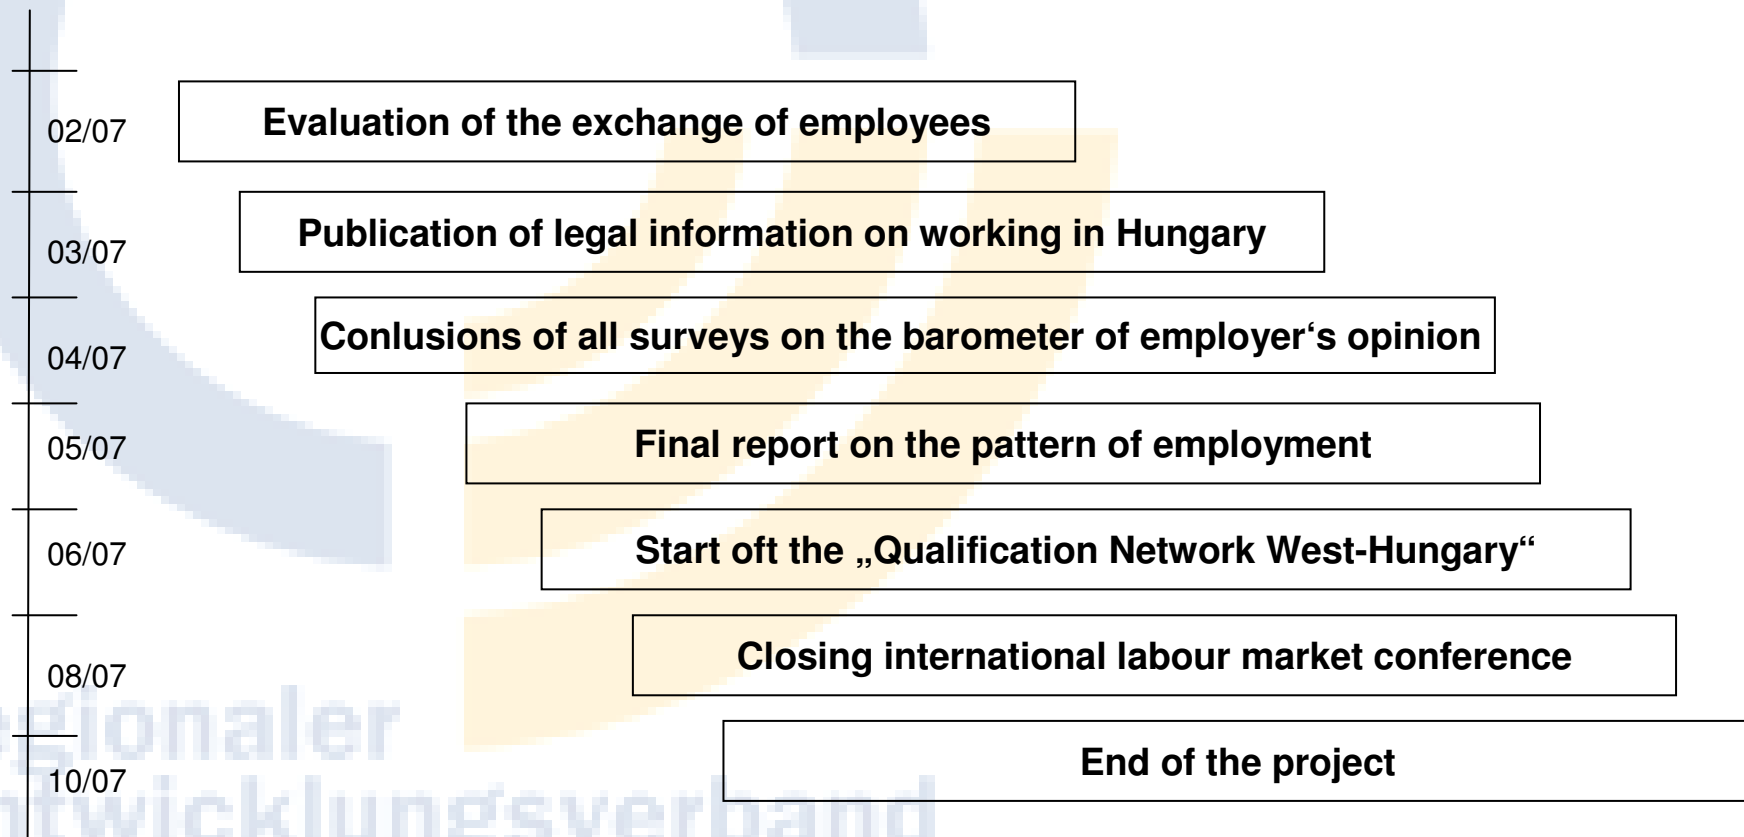 02/07 Evaluation of the exchange of employees
03/07 Publication of legal information on working in Hungary
04/07 Conlusions of all surveys on the barometer of employer‘s opinion
05/07 Final report on the pattern of employment
06/07 Start oft the „Qualification Network West-Hungary“
08/07 Closing international labour market conference
egionaler
10/07 End of the project
ntwicklungsverband